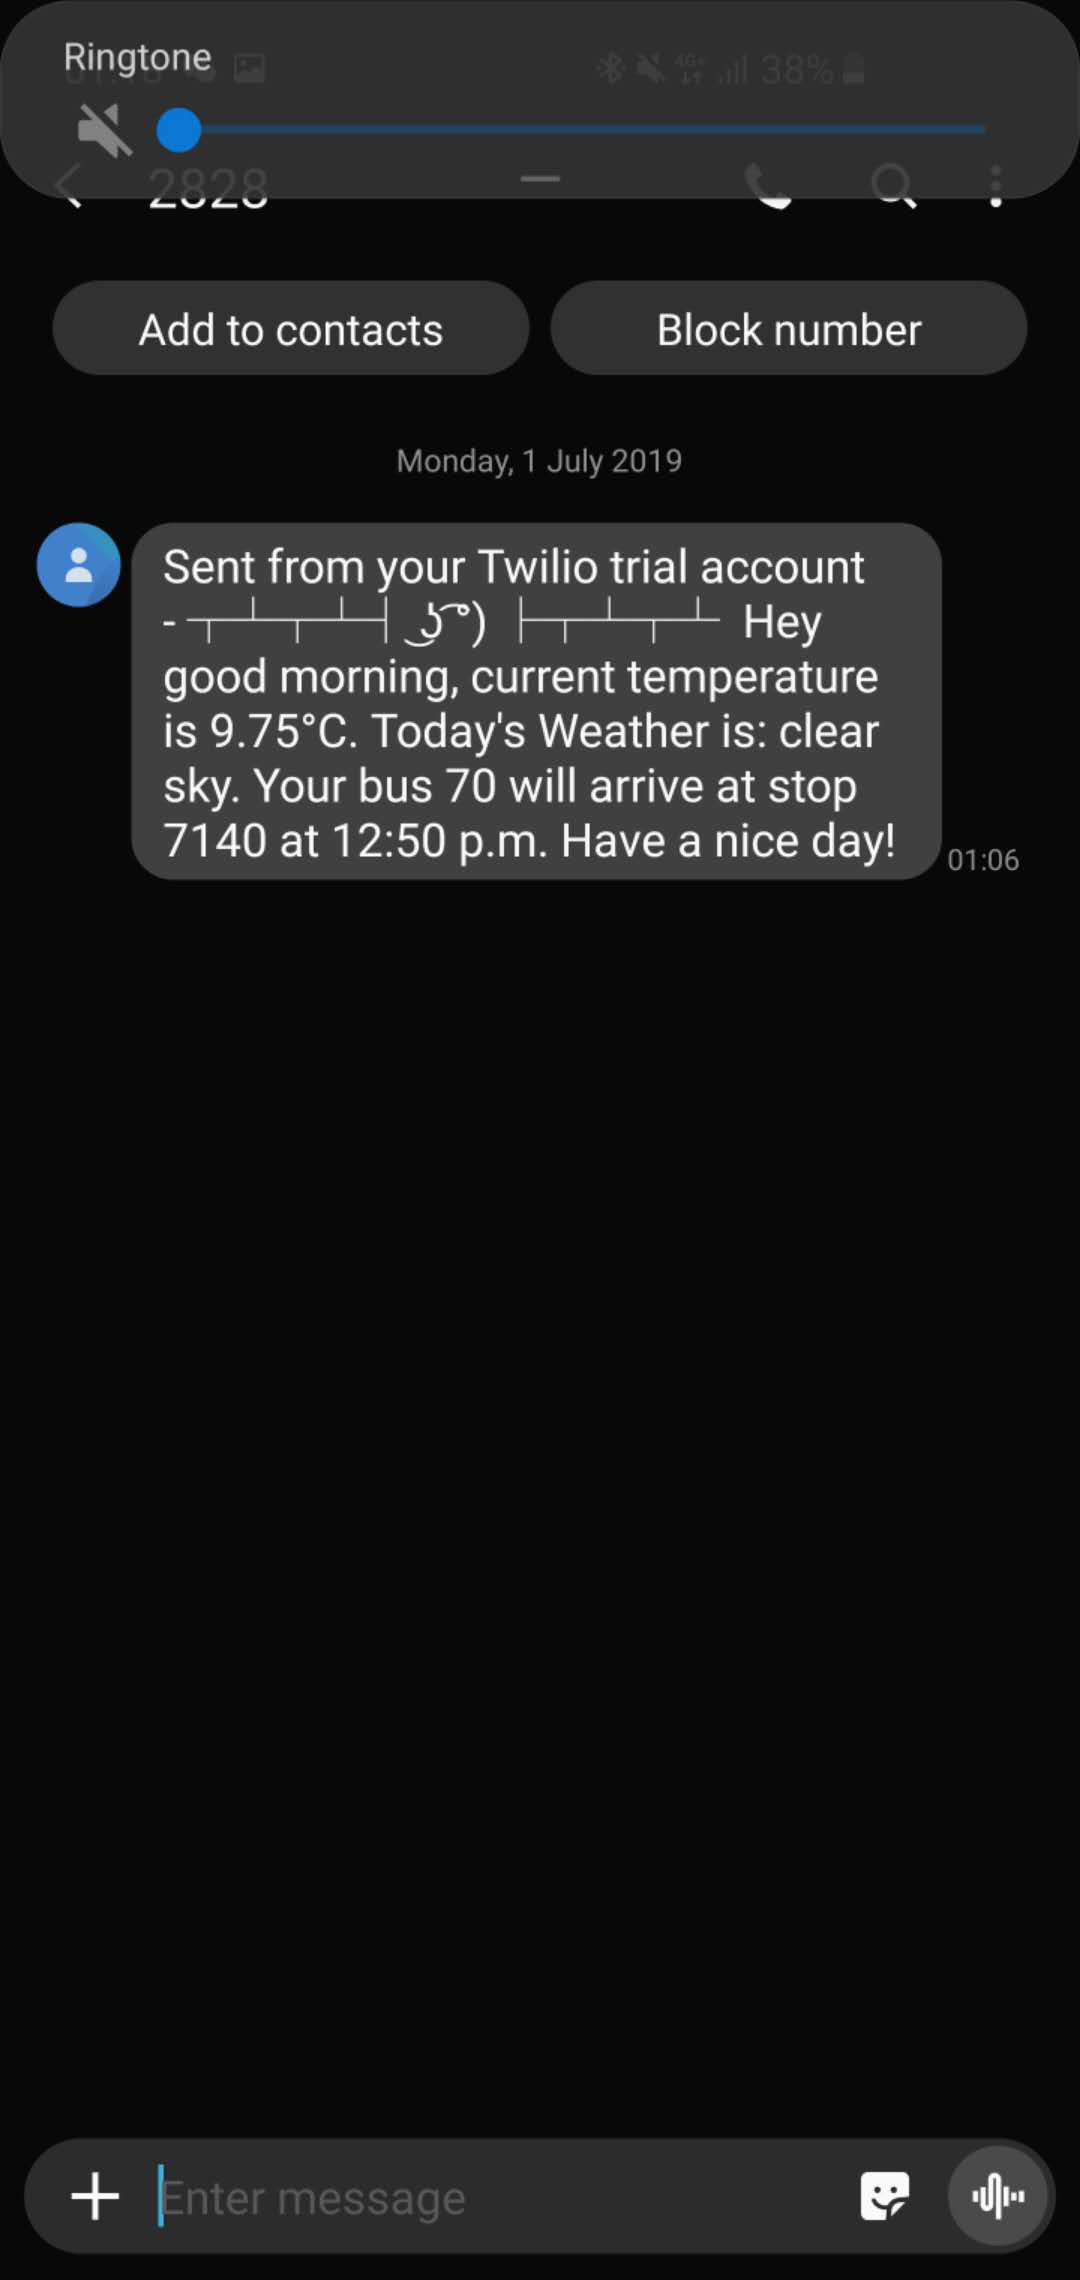 Ringtone
4G+ 38%
2828
Add to contacts
Block number
Monday, 1 July 2019
Sent from your Twilio trial account
- ┬┴┬┴┤ ͜ʖ ͡°) ├┬┴┬┴ Hey
good morning, current temperature
is 9.75°C. Today's Weather is: clear
sky. Your bus 70 will arrive at stop
7140 at 12:50 p.m. Have a nice day!
01:06
Enter message